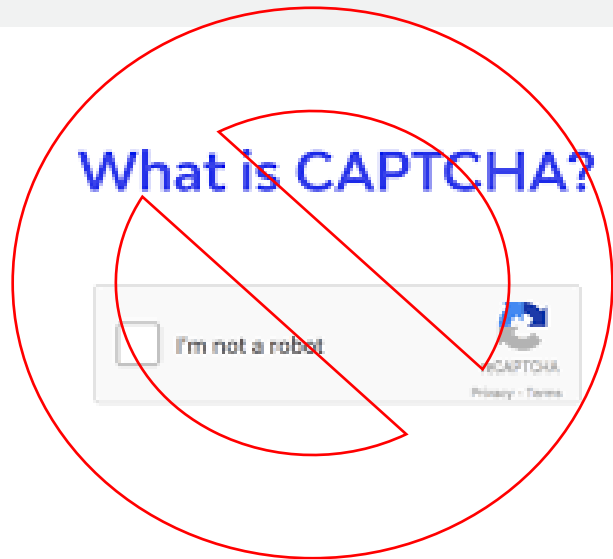 What is CAPTCHA?
I'm not a robot
reCAPTCHA
Privacy - Terms